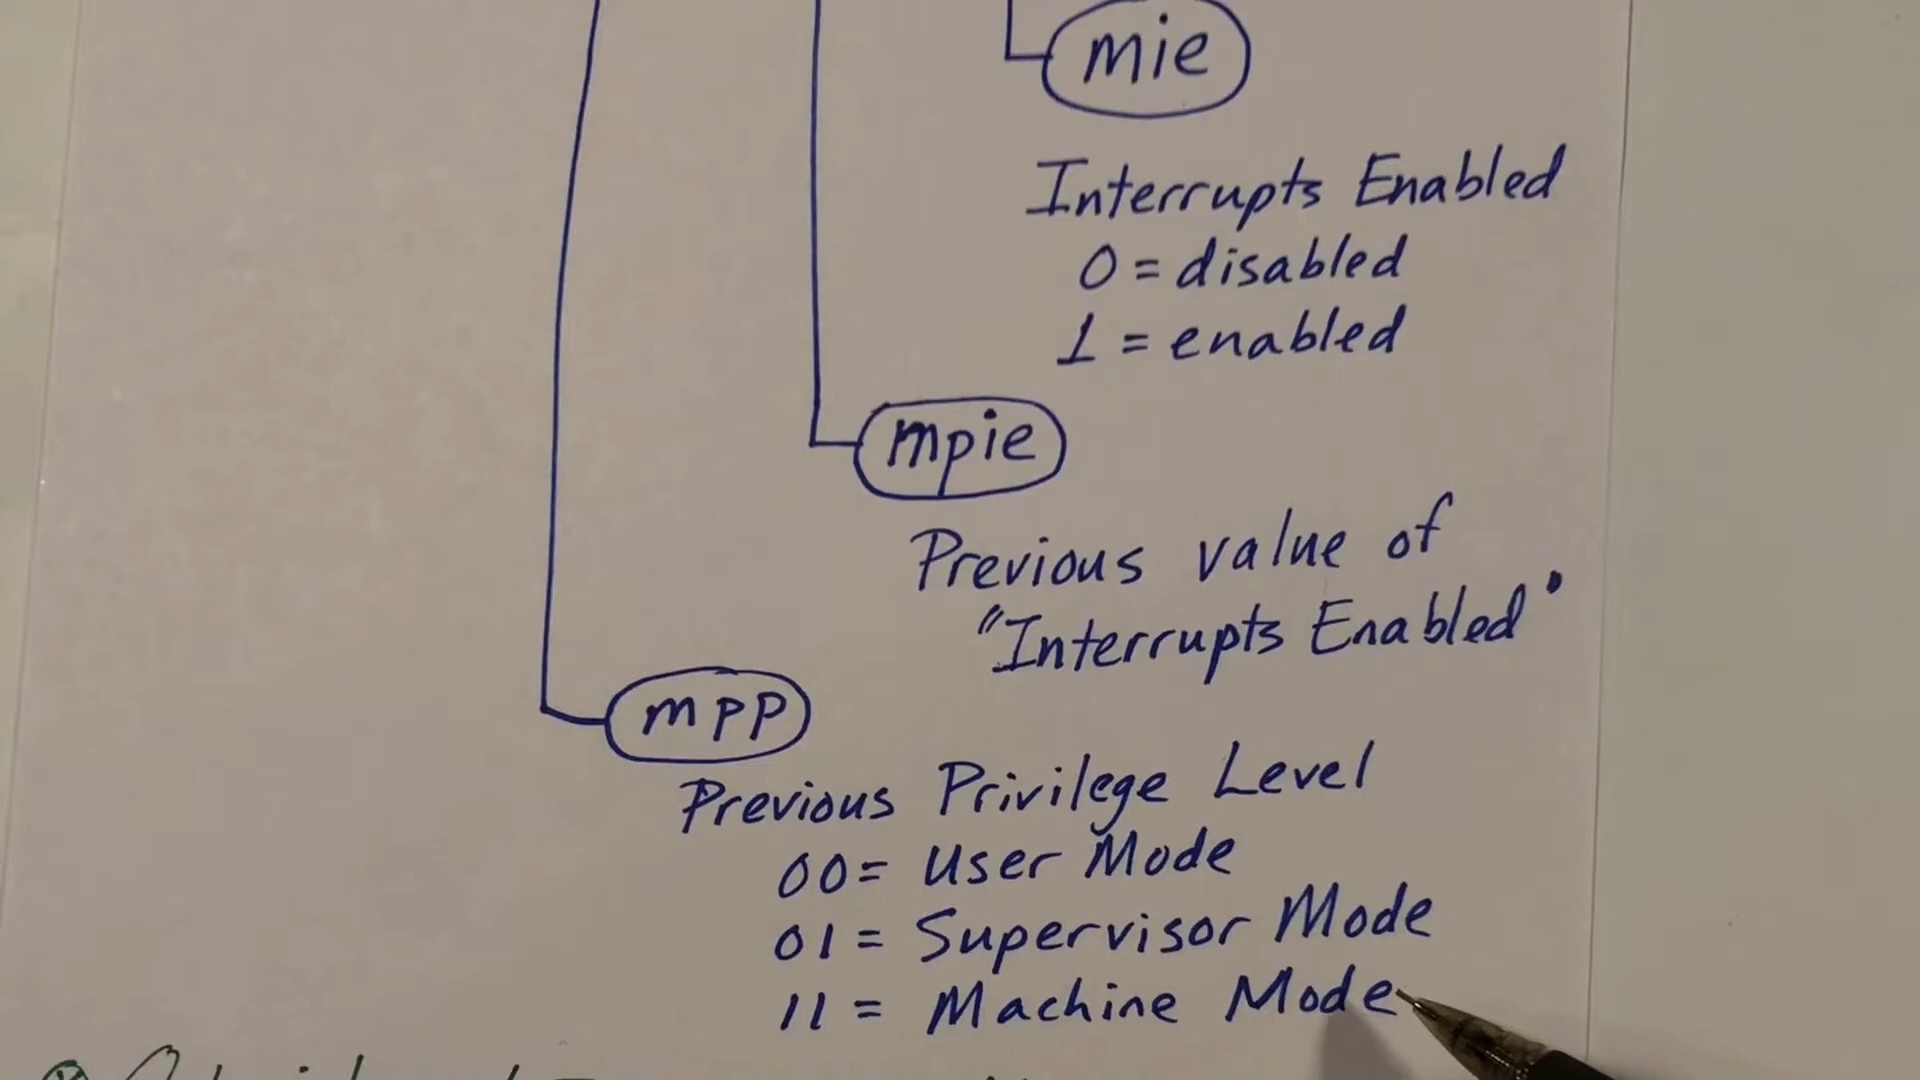 mie
Interrupts Enabled
0 = disabled
1 = enabled
mpie
Previous value of
"Interrupts Enabled"
mpp
Previous Privilege Level
00 = User Mode
01 = Supervisor Mode
11 = Machine Mode